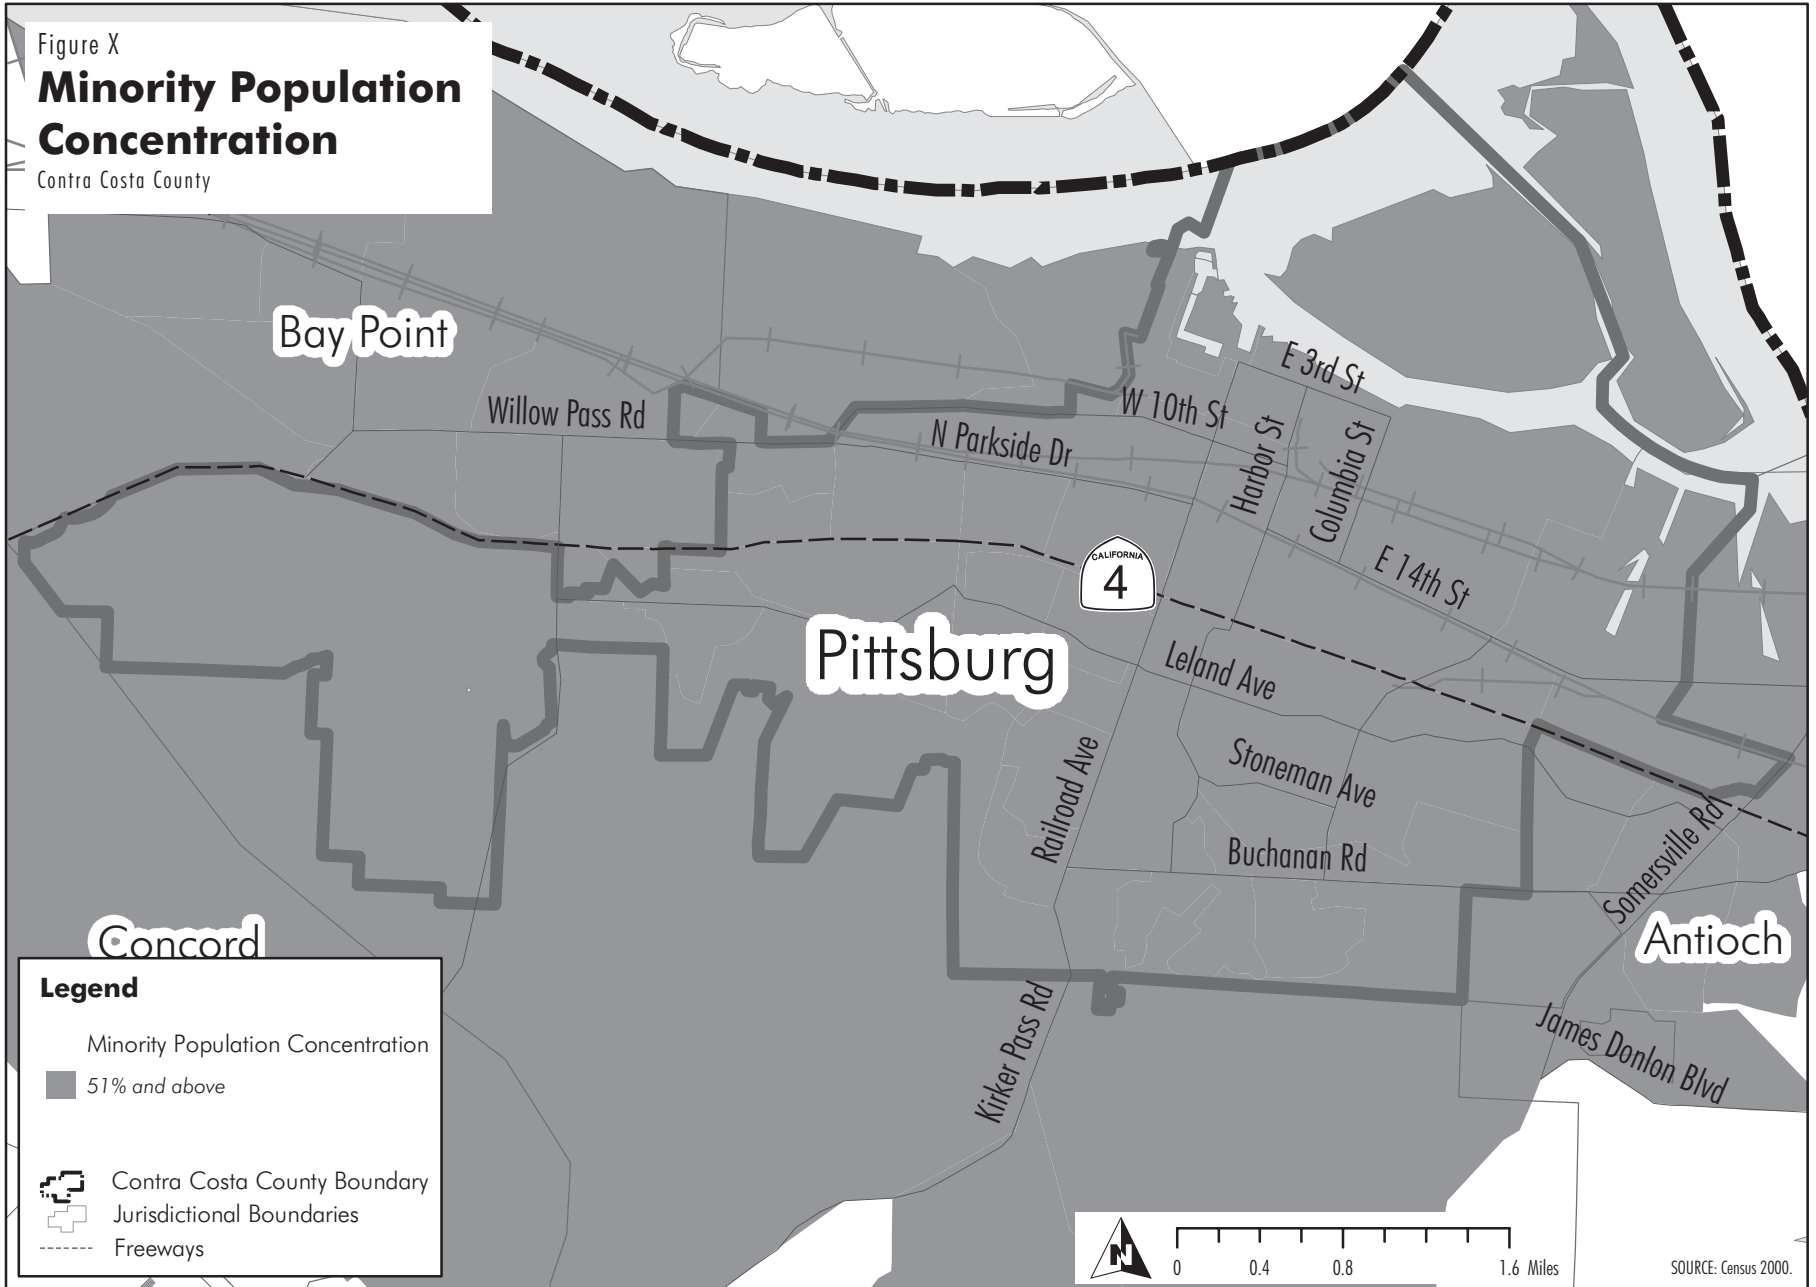 Figure X
Minority Population
Concentration
Contra Costa County
Bay Point
Willow Pass Rd
N Parkside Dr
W 10th St
E 3rd St
Harbor St
Columbia St
E 14th St
CALIFORNIA
4
Pittsburg
Leland Ave
Railroad Ave
Stoneman Ave
Buchanan Rd
Somersville Rd
Concord
Antioch
Kirker Pass Rd
James Donlon Blvd
Legend
Minority Population Concentration
51% and above
Contra Costa County Boundary
Jurisdictional Boundaries
Freeways
N
0 0.4 0.8 1.6 Miles
SOURCE: Census 2000.